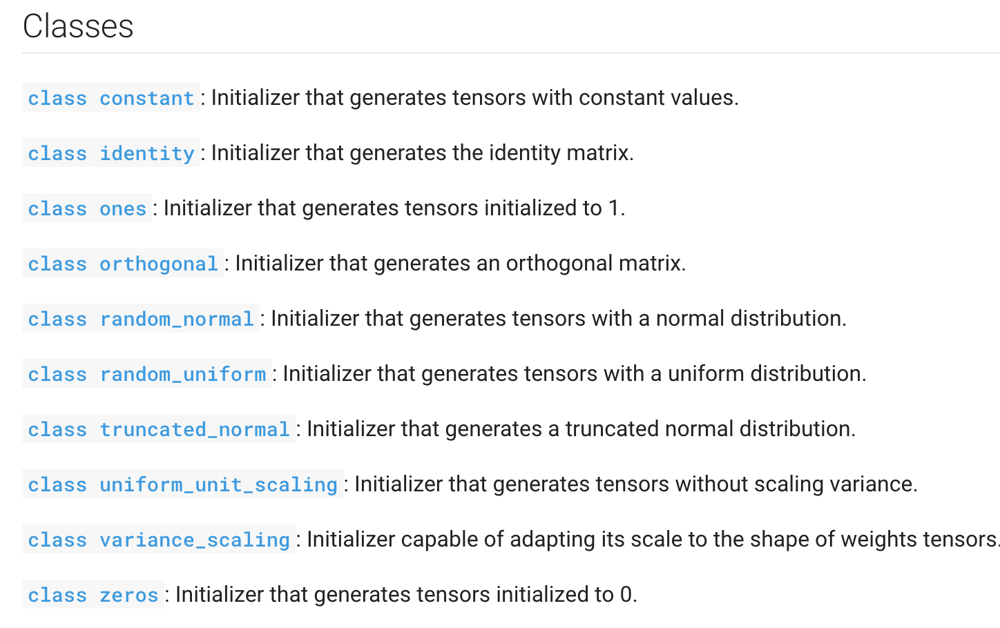 Classes
class constant: Initializer that generates tensors with constant values.
class identity: Initializer that generates the identity matrix.
class ones: Initializer that generates tensors initialized to 1.
class orthogonal: Initializer that generates an orthogonal matrix.
class random_normal: Initializer that generates tensors with a normal distribution.
class random_uniform: Initializer that generates tensors with a uniform distribution.
class truncated_normal: Initializer that generates a truncated normal distribution.
class uniform_unit_scaling: Initializer that generates tensors without scaling variance.
class variance_scaling: Initializer capable of adapting its scale to the shape of weights tensors.
class zeros: Initializer that generates tensors initialized to 0.